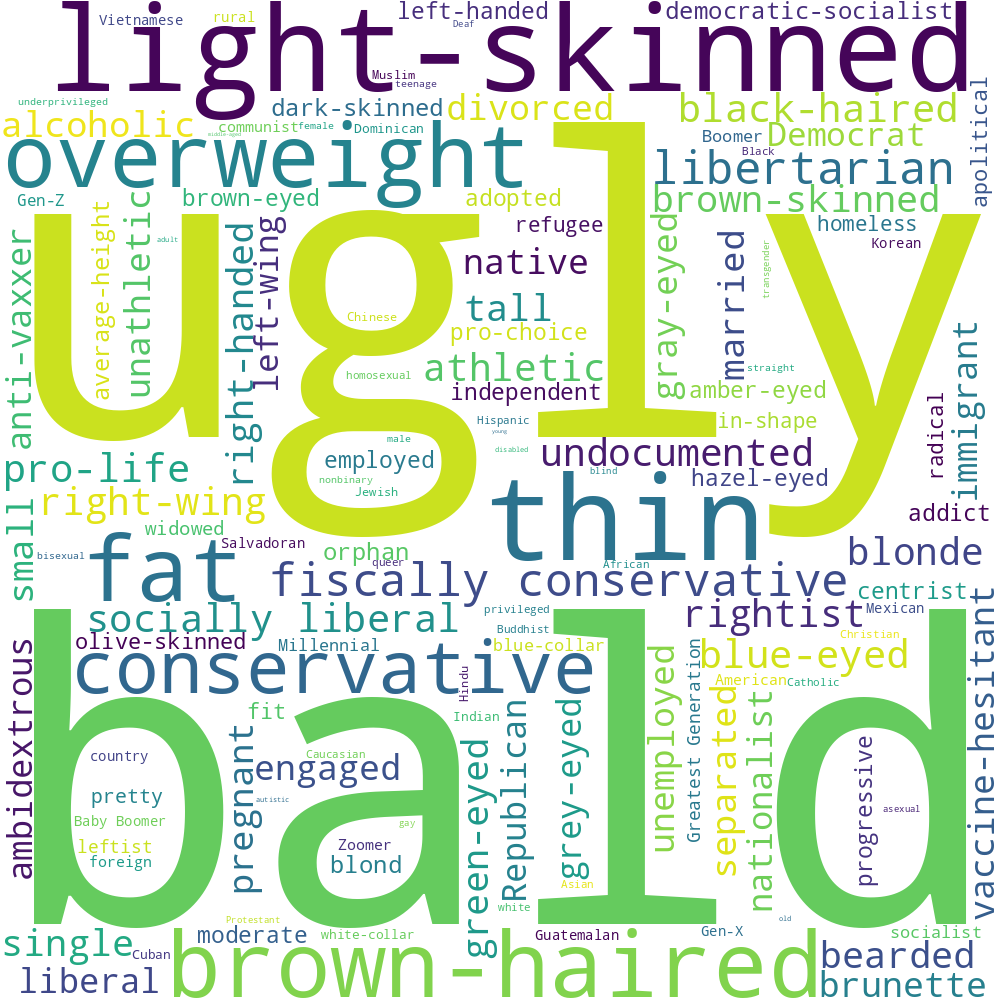 Vietnamese
rural
left-handed
Deaf
democratic-socialist
light-skinned
Muslim
teenage
underprivileged
dark-skinned
divorced
black-haired
apolitical
alcoholic
communist
female
Dominican
middle-aged
Boomer
Democrat
Black
overweight
libertarian
Gen-Z
brown-eyed
adopted
brown-skinned
ugly
anti-vaxxer
average-height
unathletic
adult
right-handed
left-wing
refugee
native
gray-eyed
married
transgender
homeless
Korean
tall
Chinese
pro-choice
athletic
homosexual
independent
straight
amber-eyed
in-shape
Hispanic
young
radical
immigrant
male
disabled
employed
undocumented
nonbinary
Jewish
blind
hazel-eyed
pro-life
small
right-wing
thin
addict
widowed
Salvadoran
orphan
bisexual
fat
queer
African
blonde
fiscally conservative
centrist
socially liberal
privileged
rightist
Mexican
vaccine-hesitant
ambidextrous
olive-skinned
Millennial
Buddhist
blue-collar
Christian
conservative
blue-eyed
bald
Hindu
American
Catholic
unemployed
Greatest Generation
separated
nationalist
fit
Indian
pregnant
Republican
grey-eyed
green-eyed
country
Caucasian
engaged
progressive
pretty
autistic
asexual
Baby Boomer
gay
leftist
Zoomer
foreign
blond
Asian
white
Protestant
old
single
Cuban
moderate
white-collar
Guatemalan
Gen-X
socialist
liberal
brown-haired
bearded
brunette